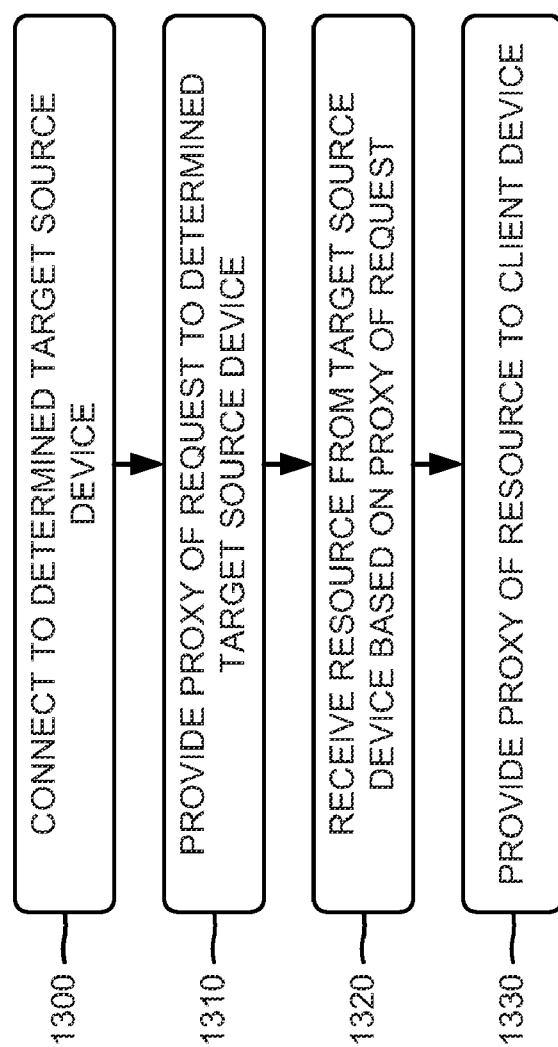 1300
CONNECT TO DETERMINED TARGET SOURCE
DEVICE
1310
PROVIDE PROXY OF REQUEST TO DETERMINED
TARGET SOURCE DEVICE
1320
RECEIVE RESOURCE FROM TARGET SOURCE
DEVICE BASED ON PROXY OF REQUEST
1330
PROVIDE PROXY OF RESOURCE TO CLIENT DEVICE